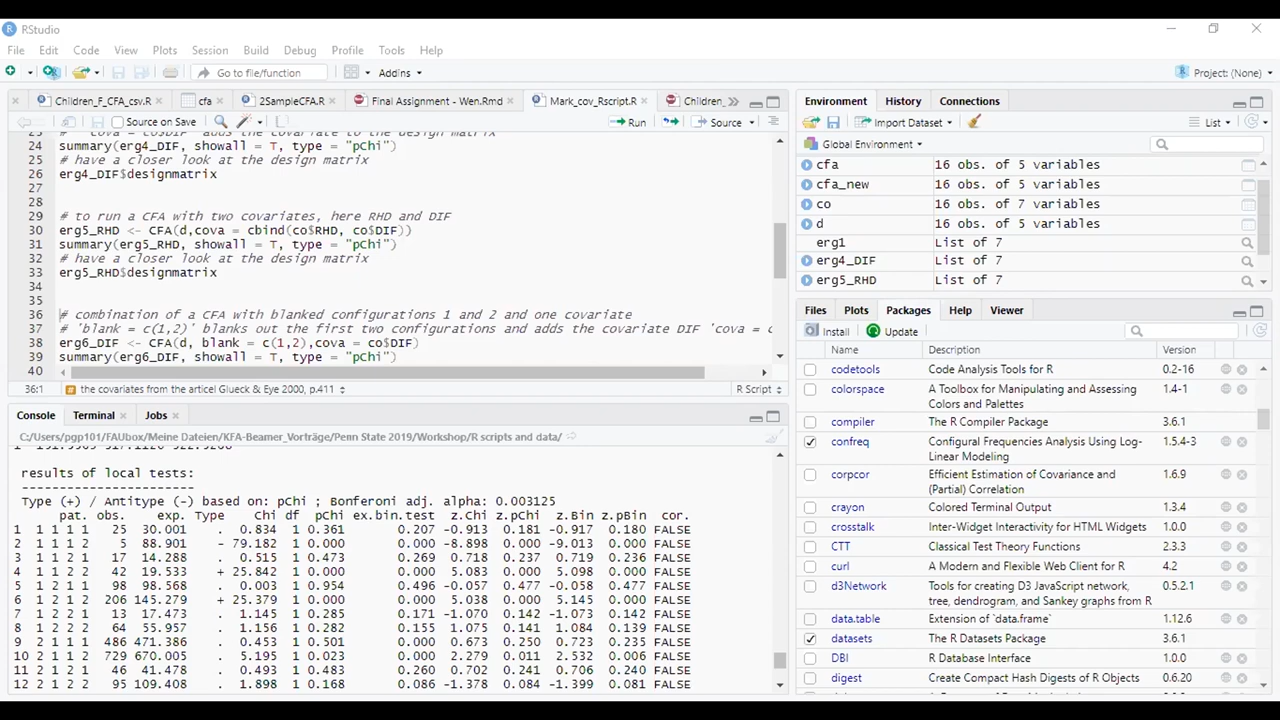 RStudio
File Edit Code View Plots Session Build Debug Profile Tools Help
Go to file/function Addins Project: (None)
Children_F_CFA_csv.R cfa 2SampleCFA.R Final Assignment - Wen.Rmd Mark_cov_Rscript.R Children_
Source on Save Run Source
24 summary(erg4_DIF, showall = T, type = "pChi")
25 # have a closer look at the design matrix
26 erg4_DIF$designmatrix
27
28
29 # to run a CFA with two covariates, here RHD and DIF
30 erg5_RHD <- CFA(d,cova = cbind(co$RHD, co$DIF))
31 summary(erg5_RHD, showall = T, type = "pChi")
32 # have a closer look at the design matrix
33 erg5_RHD$designmatrix
34
35
36 # combination of a CFA with blanked configurations 1 and 2 and one covariate
37 # 'blank = c(1,2)' blanks out the first two configurations and adds the covariate DIF 'cova = c
38 erg6_DIF <- CFA(d, blank = c(1,2),cova = co$DIF)
39 summary(erg6_DIF, showall = T, type = "pChi")
40
36:1 # the covariates from the articel Glueck & Eye 2000, p.411 R Script
Console Terminal Jobs
C:/Users/pgp101/FAUbox/Meine Dateien/KFA-Beamer_Vorträge/Penn State 2019/Workshop/R scripts and data/
results of local tests:
-----------------------
Type (+) / Antitype (-) based on: pChi ; Bonferoni adj. alpha: 0.003125
pat. obs. exp. Type Chi df pChi ex.bin.test z.Chi z.pChi z.Bin z.pBin cor.
1 1 1 1 1 25 30.001 . 0.834 1 0.361 0.207 -0.913 0.181 -0.917 0.180 FALSE
2 1 1 1 2 5 88.901 - 79.182 1 0.000 0.000 -8.898 0.000 -9.013 0.000 FALSE
3 1 1 2 1 17 14.288 . 0.515 1 0.473 0.269 0.718 0.237 0.719 0.236 FALSE
4 1 1 2 2 42 19.533 + 25.842 1 0.000 0.000 5.083 0.000 5.098 0.000 FALSE
5 1 2 1 1 98 98.568 . 0.003 1 0.954 0.496 -0.057 0.477 -0.058 0.477 FALSE
6 1 2 1 2 206 145.279 + 25.379 1 0.000 0.000 5.038 0.000 5.145 0.000 FALSE
7 1 2 2 1 13 17.473 . 1.145 1 0.285 0.171 -1.070 0.142 -1.073 0.142 FALSE
8 1 2 2 2 64 55.957 . 1.156 1 0.282 0.155 1.075 0.141 1.084 0.139 FALSE
9 2 1 1 1 486 471.386 . 0.453 1 0.501 0.000 0.673 0.250 0.723 0.235 FALSE
10 2 1 1 2 729 670.005 . 5.195 1 0.023 0.000 2.279 0.011 2.532 0.006 FALSE
11 2 1 2 1 46 41.478 . 0.493 1 0.483 0.260 0.702 0.241 0.706 0.240 FALSE
12 2 1 2 2 95 109.408 . 1.898 1 0.168 0.086 -1.378 0.084 -1.399 0.081 FALSE
Environment History Connections
Import Dataset List
Global Environment
cfa 16 obs. of 5 variables
cfa_new 16 obs. of 5 variables
co 16 obs. of 7 variables
d 16 obs. of 5 variables
erg1 List of 7
erg4_DIF List of 7
erg5_RHD List of 7
Files Plots Packages Help Viewer
Install Update
Name Description Version
codetools Code Analysis Tools for R 0.2-16
colorspace A Toolbox for Manipulating and Assessing 1.4-1
Colors and Palettes
compiler The R Compiler Package 3.6.1
confreq Configural Frequencies Analysis Using Log- 1.5.4-3
Linear Modeling
corpcor Efficient Estimation of Covariance and 1.6.9
(Partial) Correlation
crayon Colored Terminal Output 1.3.4
crosstalk Inter-Widget Interactivity for HTML Widgets 1.0.0
CTT Classical Test Theory Functions 2.3.3
curl A Modern and Flexible Web Client for R 4.2
d3Network Tools for creating D3 JavaScript network, 0.5.2.1
tree, dendrogram, and Sankey graphs from R
data.table Extension of `data.frame` 1.12.6
datasets The R Datasets Package 3.6.1
DBI R Database Interface 1.0.0
digest Create Compact Hash Digests of R Objects 0.6.20